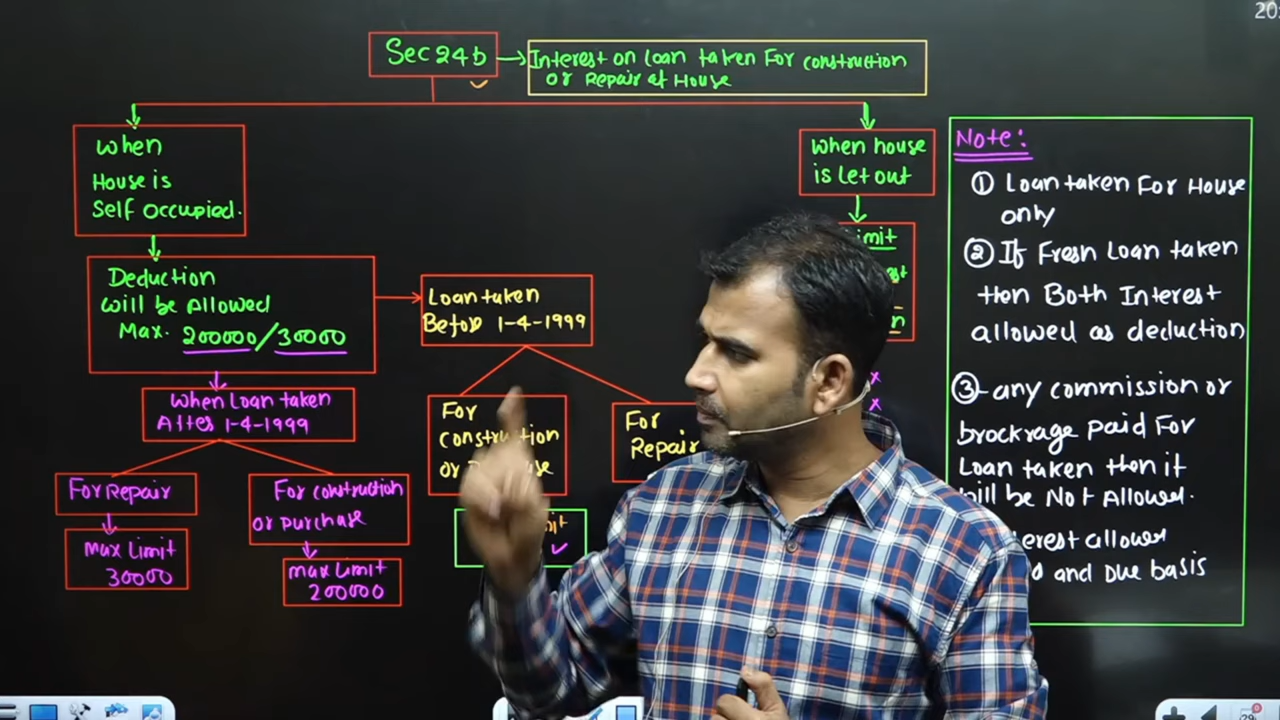 20
Sec 24b
Interest on Loan taken For construction
or Repair of House
When
House is
Self Occupied.
Deduction
will be Allowed
Max. 200000/30000
When Loan taken
After 1-4-1999
For Repair
Max Limit
30000
For construction
or Purchase
max Limit
200000
Loan taken
Before 1-4-1999
For
construction
or
For
Repair
When house
is Let out
Note:
① Loan taken For House
only
② If Fresh Loan taken
then Both Interest
allowed as deduction
③ any commission or
brockrage Paid For
Loan taken then it
will be Not Allowed.
and Due basis